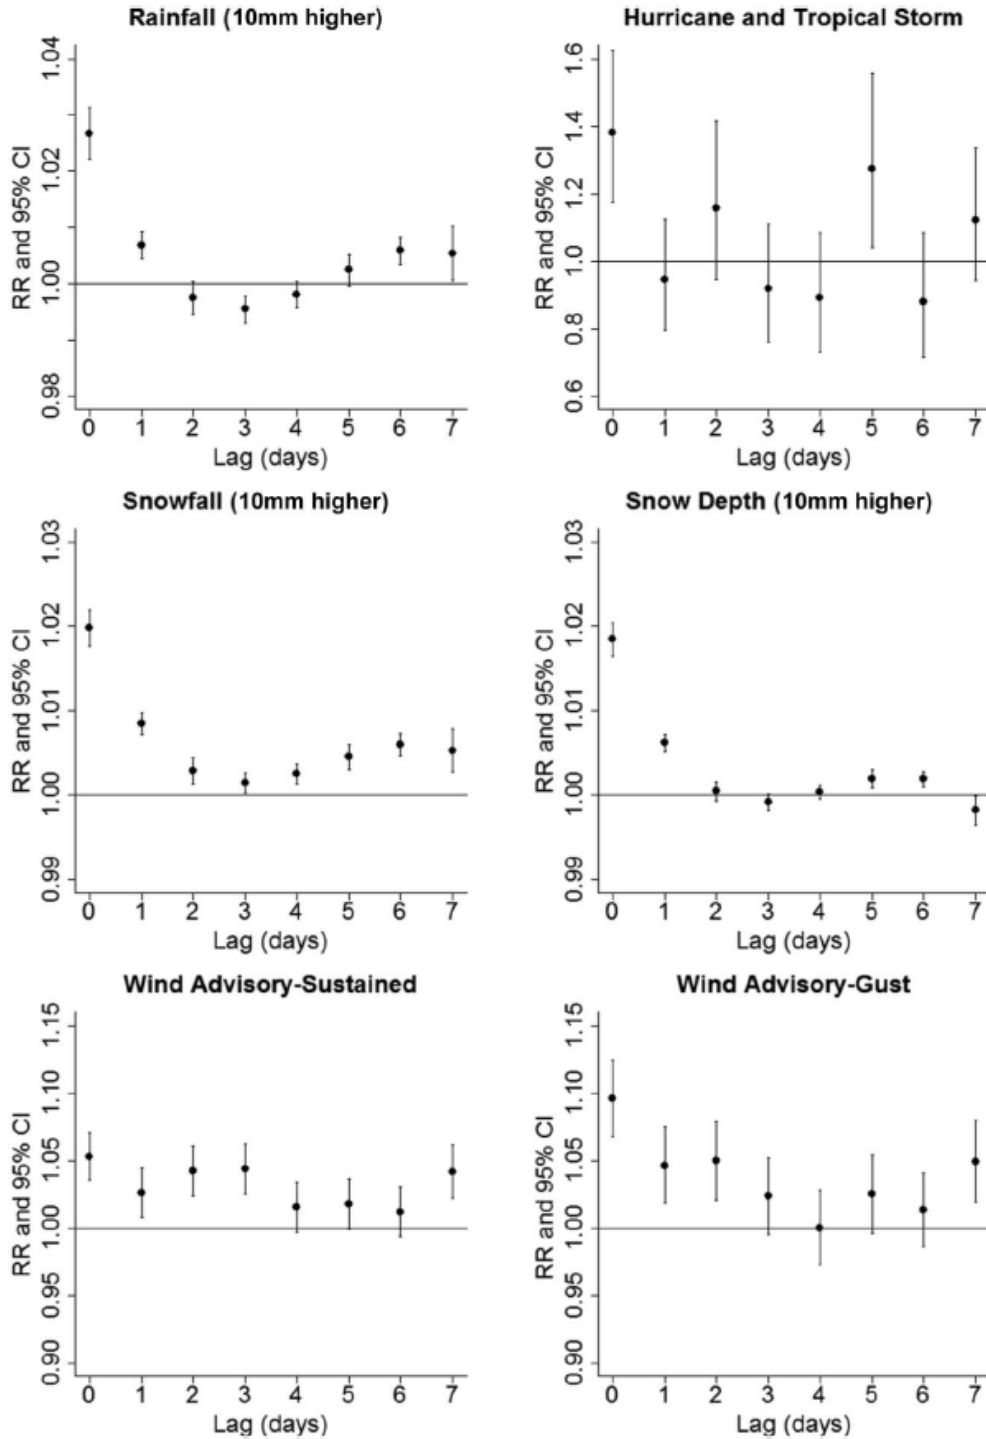 Rainfall (10mm higher)
RR and 95% CI
1.04
1.02
1.00
0.98
0 1 2 3 4 5 6 7
Lag (days)
Hurricane and Tropical Storm
RR and 95% CI
1.6
1.4
1.2
1.0
0.8
0.6
0 1 2 3 4 5 6 7
Lag (days)
Snowfall (10mm higher)
RR and 95% CI
1.03
1.02
1.01
1.00
0.99
0 1 2 3 4 5 6 7
Lag (days)
Snow Depth (10mm higher)
RR and 95% CI
1.03
1.02
1.01
1.00
0.99
0 1 2 3 4 5 6 7
Lag (days)
Wind Advisory-Sustained
RR and 95% CI
1.15
1.10
1.05
1.00
0.95
0.90
0 1 2 3 4 5 6 7
Lag (days)
Wind Advisory-Gust
RR and 95% CI
1.15
1.10
1.05
1.00
0.95
0.90
0 1 2 3 4 5 6 7
Lag (days)